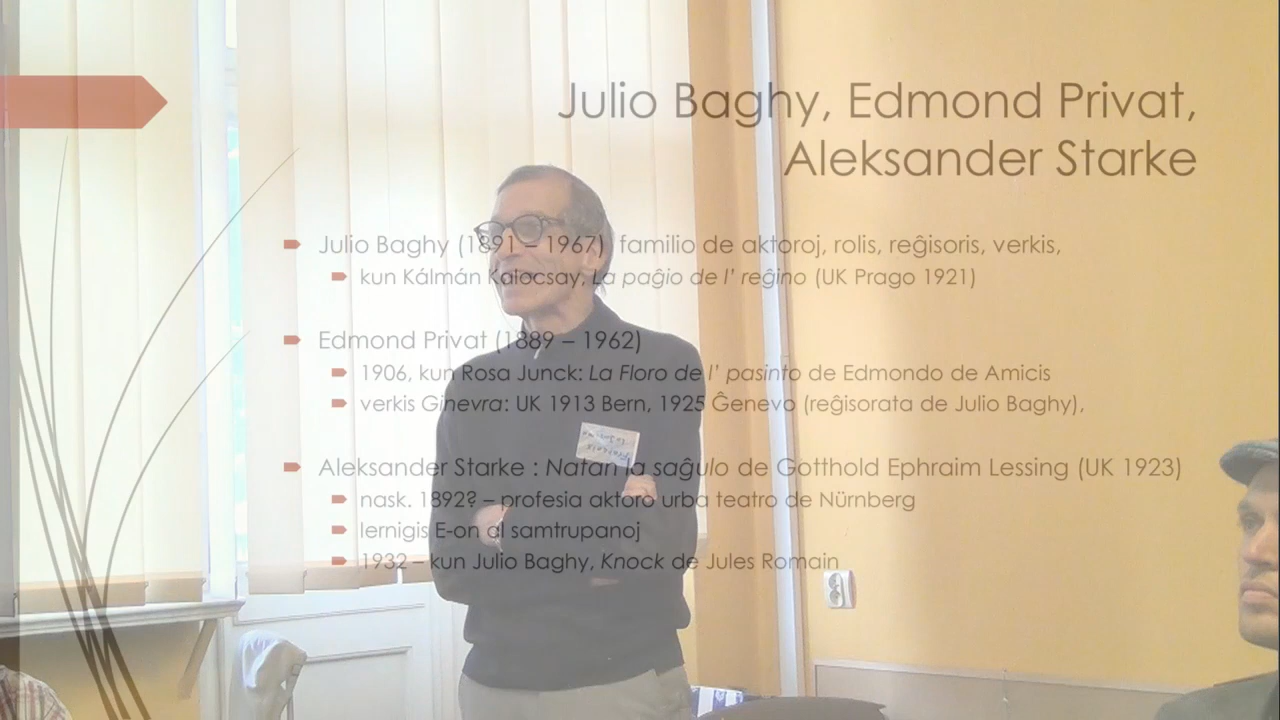 Julio Baghy, Edmond Privat,
Aleksander Starke
Julio Baghy (1891 – 1967) familio de aktoroj, rolis, reĝisoris, verkis,
kun Kálmán Kalocsay, La paĝio de l' reĝino (UK Prago 1921)
Edmond Privat (1889 – 1962)
1906, kun Rosa Junck: La Floro de l' pasinto de Edmondo de Amicis
verkis Ginevra: UK 1913 Bern, 1925 Ĝenevo (reĝisorata de Julio Baghy),
Aleksander Starke : Natan la saĝulo de Gotthold Ephraim Lessing (UK 1923)
nask. 1892? – profesia aktoro urba teatro de Nürnberg
lernigis E-on al samtrupanoj
1932 – kun Julio Baghy, Knock de Jules Romain